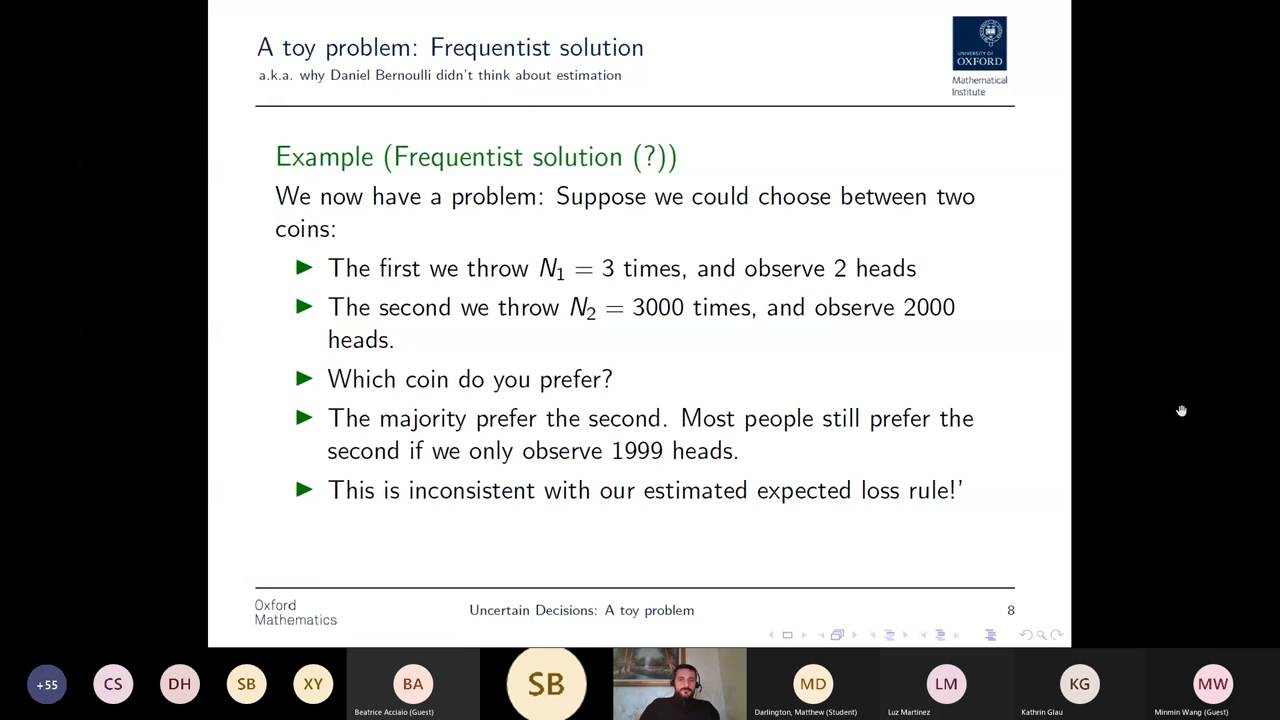 A toy problem: Frequentist solution
a.k.a. why Daniel Bernoulli didn't think about estimation
UNIVERSITY OF
OXFORD
Mathematical
Institute
Example (Frequentist solution (?))
We now have a problem: Suppose we could choose between two
coins:
▶ The first we throw N₁ = 3 times, and observe 2 heads
▶ The second we throw N₂ = 3000 times, and observe 2000
heads.
▶ Which coin do you prefer?
▶ The majority prefer the second. Most people still prefer the
second if we only observe 1999 heads.
▶ This is inconsistent with our estimated expected loss rule!'
Oxford
Mathematics
Uncertain Decisions: A toy problem
8
+55
CS
DH
SB
XY
BA
Beatrice Acciaio (Guest)
SB
MD
Darlington, Matthew (Student)
LM
Luz Martinez
KG
Kathrin Glau
MW
Minmin Wang (Guest)